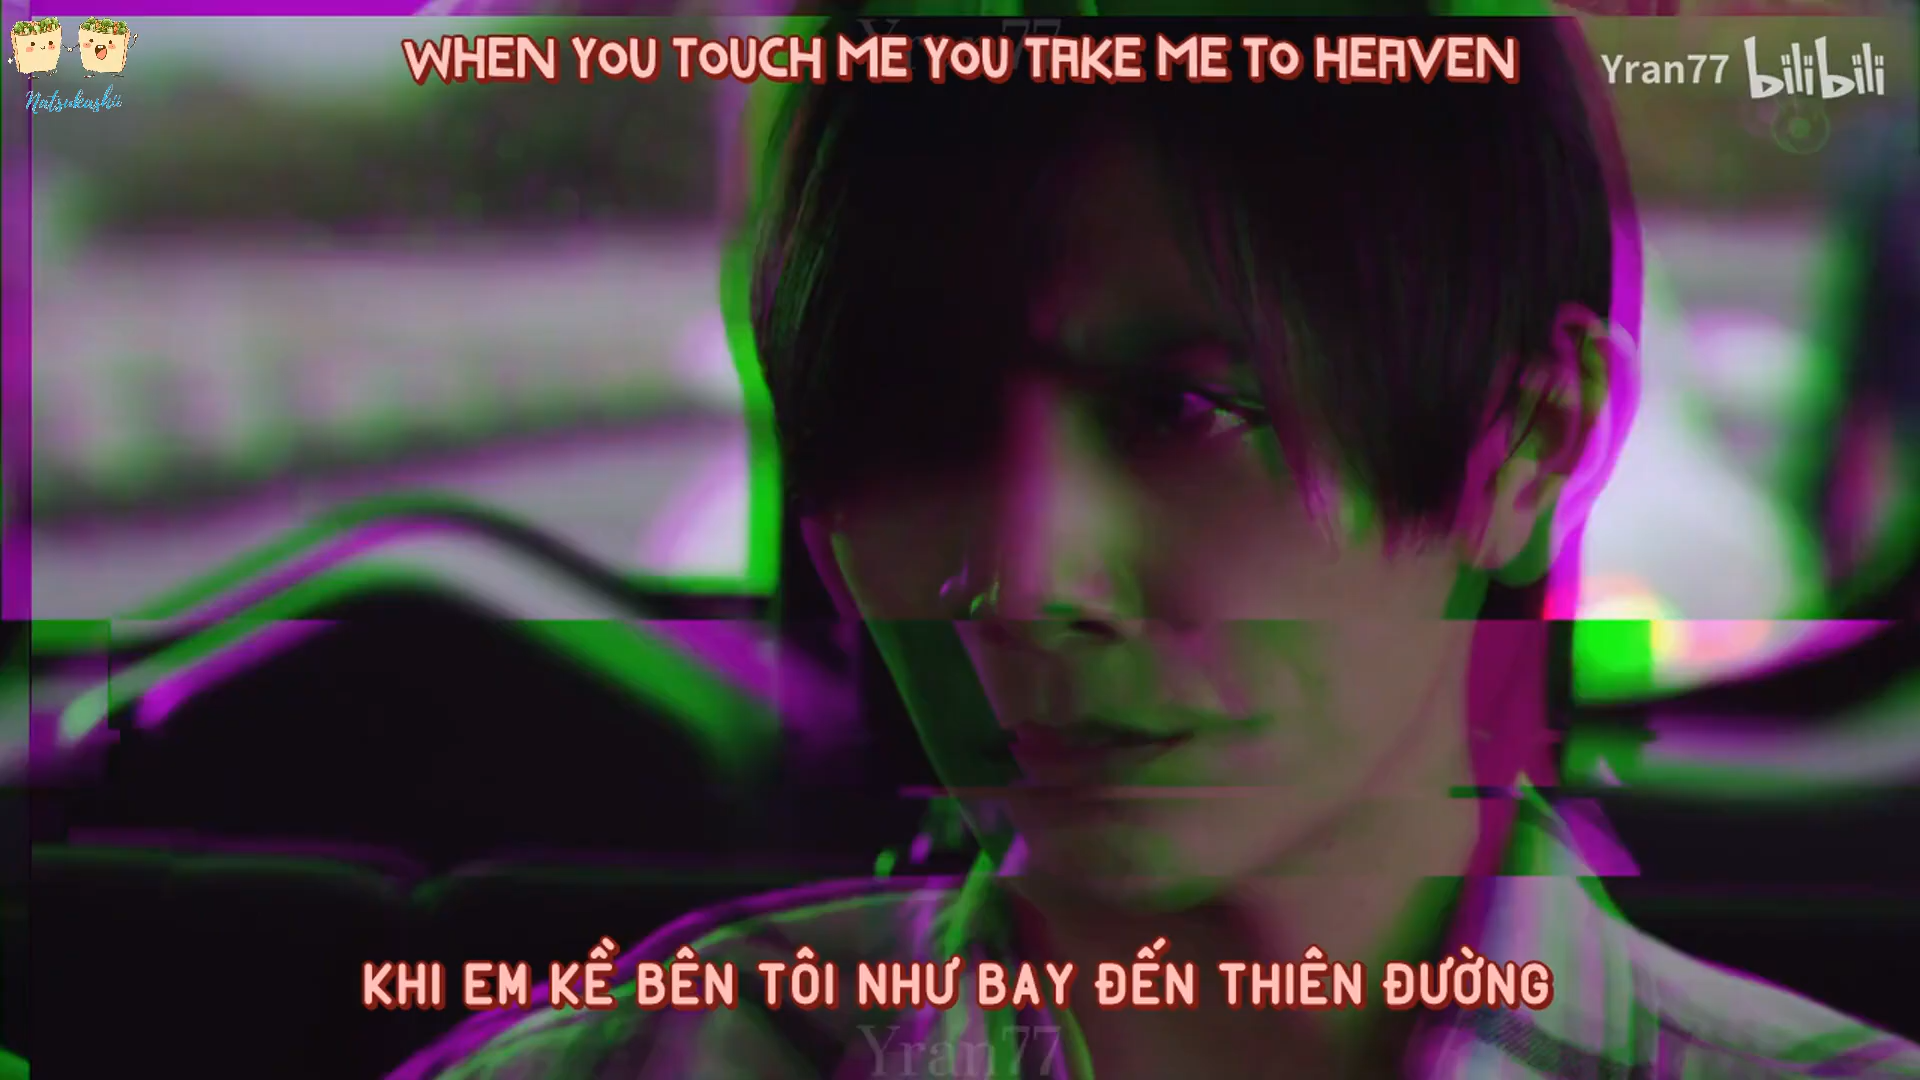 Yran77
WHEN YOU TOUCH ME YOU TAKE ME TO HEAVEN
Yran77 bilibili
Natsukashii
KHI EM KỀ BÊN TÔI NHƯ BAY ĐẾN THIÊN ĐƯỜNG
Yran77